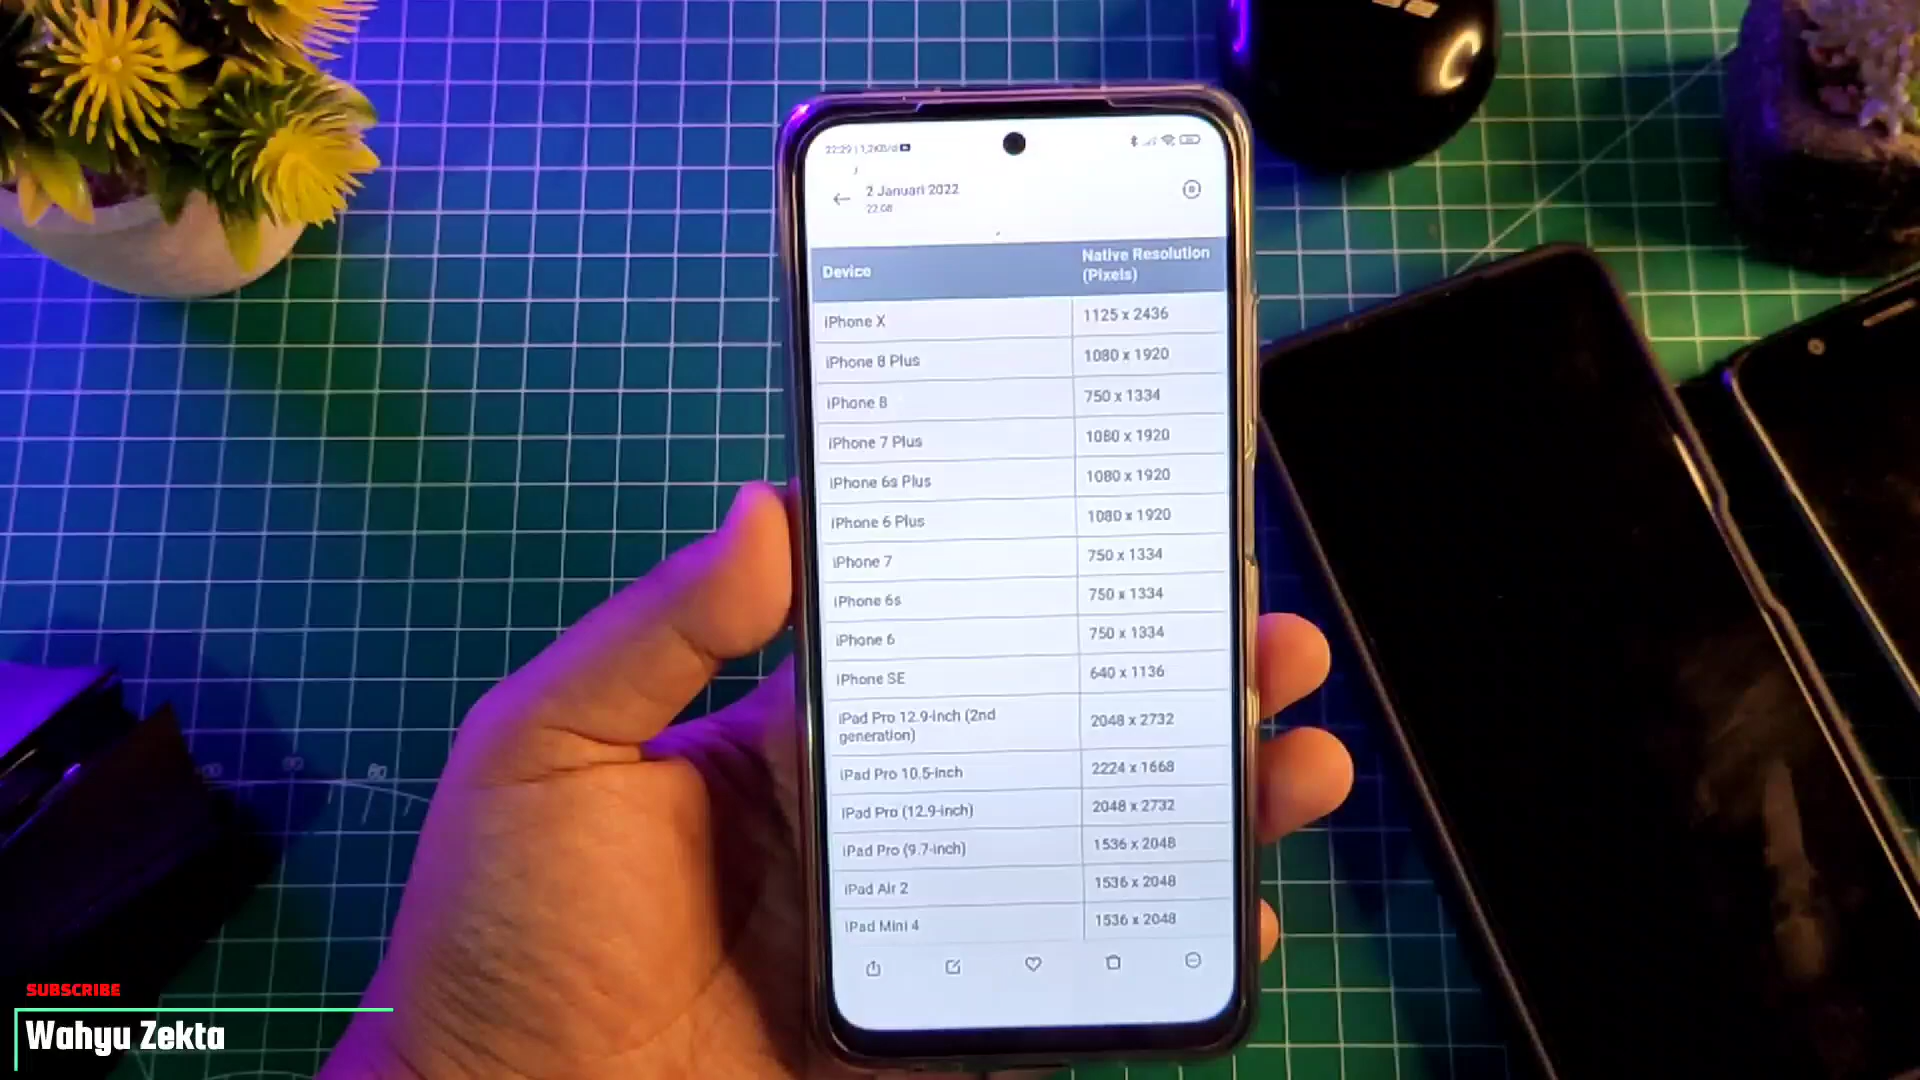 22:29 | 1,2KB/d
2 Januari 2022
22.08
Device Native Resolution (Pixels)
iPhone X 1125 x 2436
iPhone 8 Plus 1080 x 1920
iPhone 8 750 x 1334
iPhone 7 Plus 1080 x 1920
iPhone 6s Plus 1080 x 1920
iPhone 6 Plus 1080 x 1920
iPhone 7 750 x 1334
iPhone 6s 750 x 1334
iPhone 6 750 x 1334
iPhone SE 640 x 1136
iPad Pro 12.9-inch (2nd generation) 2048 x 2732
iPad Pro 10.5-inch 2224 x 1668
iPad Pro (12.9-inch) 2048 x 2732
iPad Pro (9.7-inch) 1536 x 2048
iPad Air 2 1536 x 2048
iPad Mini 4 1536 x 2048
90
80
SUBSCRIBE
Wahyu Zekta